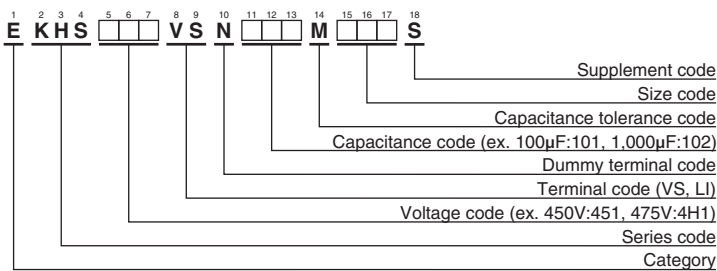 1 2 3 4 5 6 7 8 9 10 11 12 13 14 15 16 17 18
E K H S V S N M S
Supplement code
Size code
Capacitance tolerance code
Capacitance code (ex. 100μF:101, 1,000μF:102)
Dummy terminal code
Terminal code (VS, LI)
Voltage code (ex. 450V:451, 475V:4H1)
Series code
Category